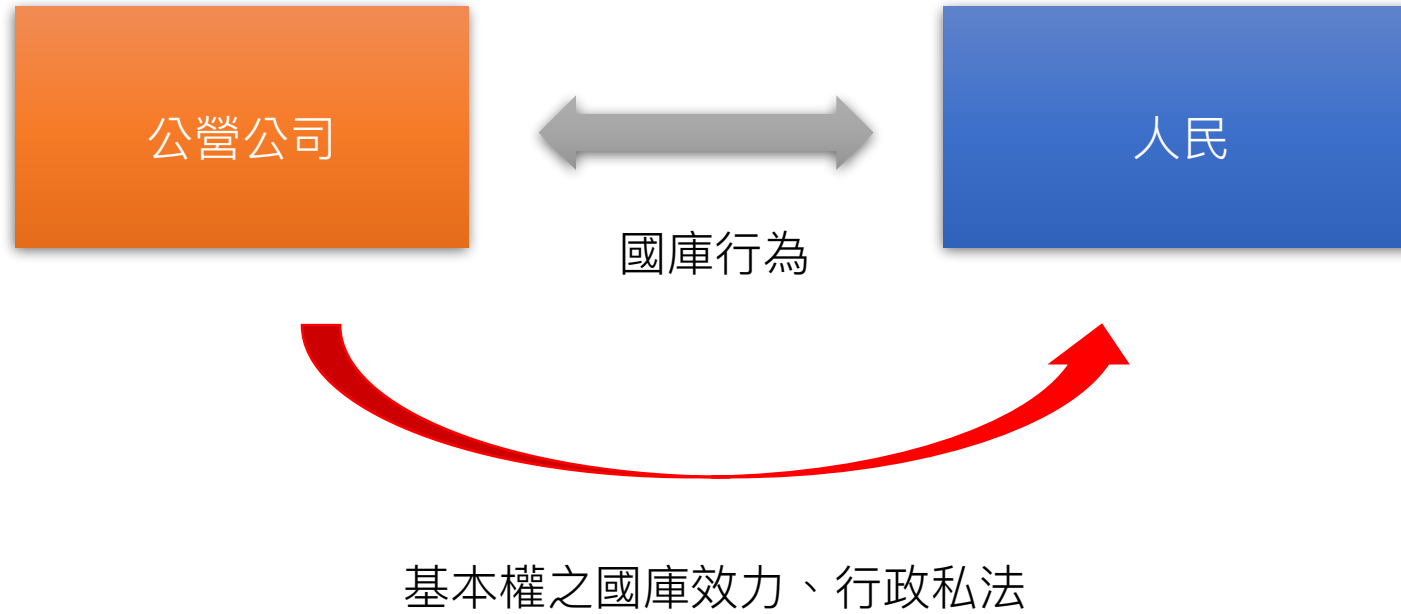 公營公司
人民
國庫行為
基本權之國庫效力、行政私法